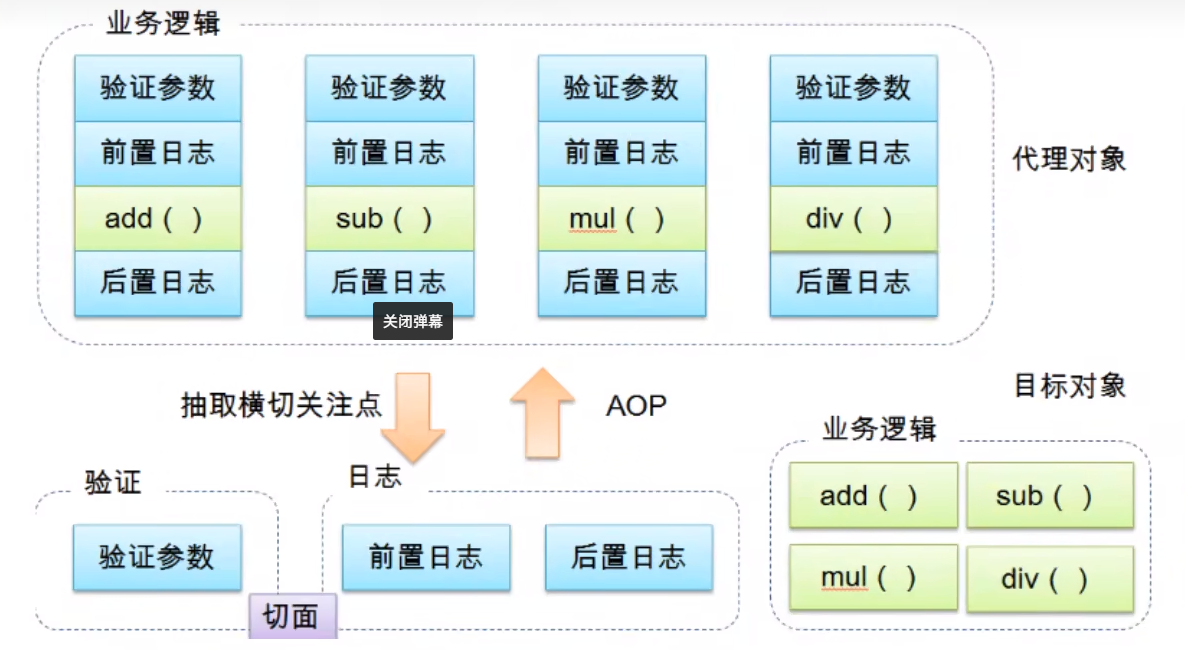 业务逻辑
验证参数 验证参数 验证参数 验证参数
前置日志 前置日志 前置日志 前置日志
代理对象
add ( ) sub ( ) mul ( ) div ( )
后置日志 后置日志 后置日志 后置日志
关闭弹幕
抽取横切关注点
AOP
目标对象
业务逻辑
验证
日志
add ( ) sub ( )
验证参数
前置日志 后置日志
mul ( ) div ( )
切面